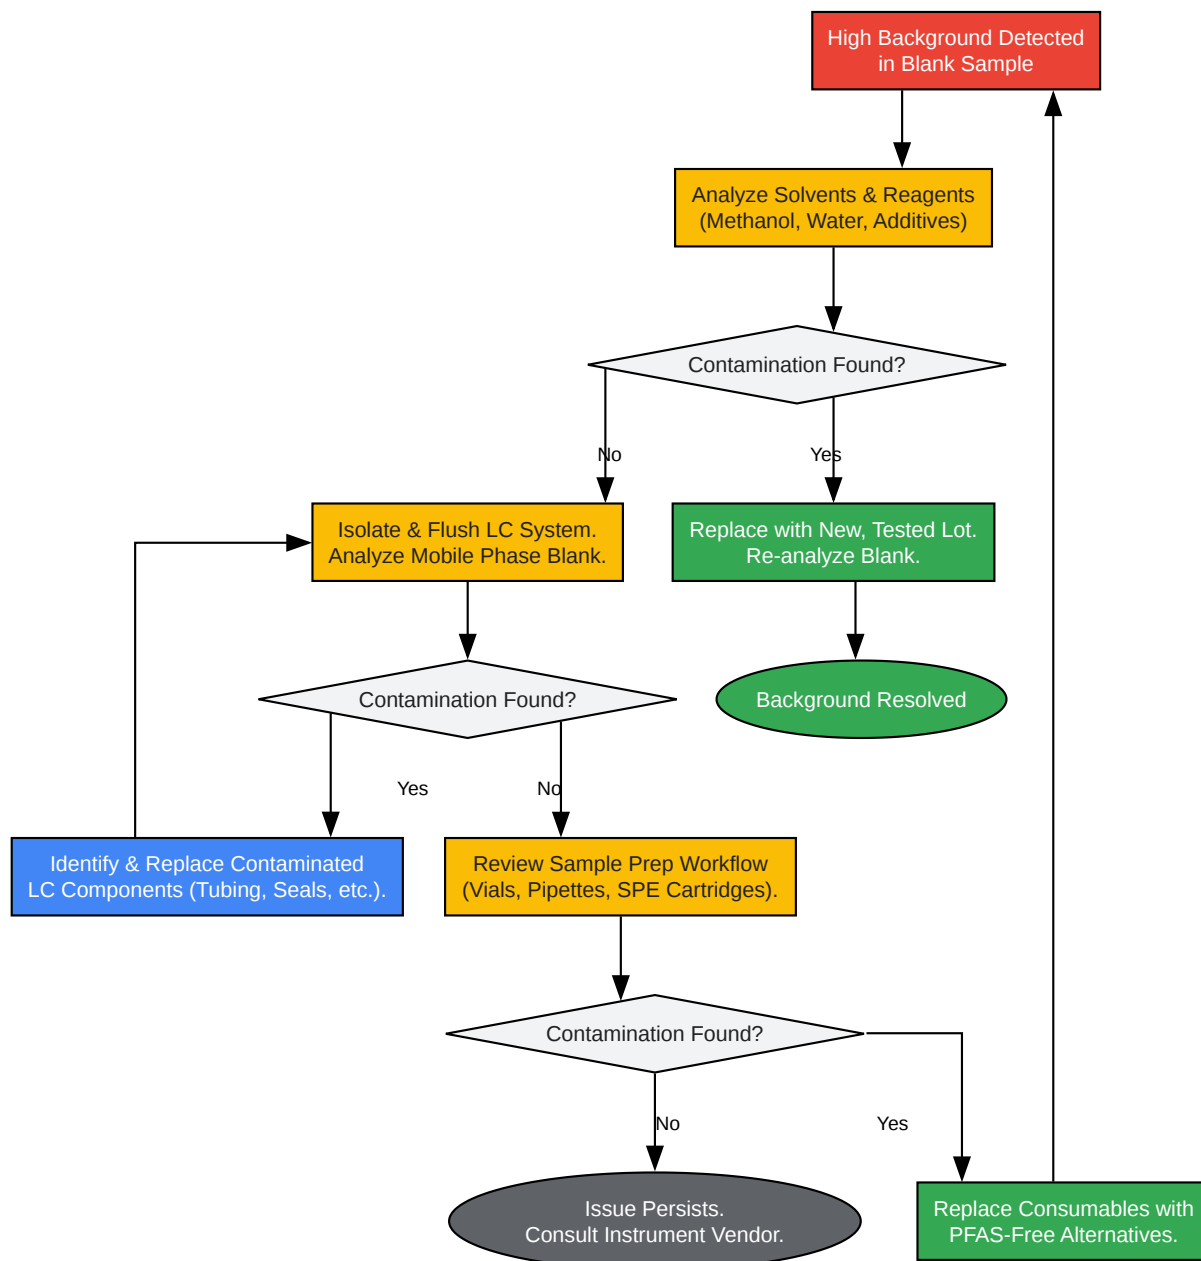 High Background Detected
in Blank Sample
Analyze Solvents & Reagents
(Methanol, Water, Additives)
Contamination Found?
No
Yes
Isolate & Flush LC System.
Analyze Mobile Phase Blank.
Replace with New, Tested Lot.
Re-analyze Blank.
Contamination Found?
Background Resolved
Yes
No
Identify & Replace Contaminated
LC Components (Tubing, Seals, etc.).
Review Sample Prep Workflow
(Vials, Pipettes, SPE Cartridges).
Contamination Found?
No
Yes
Issue Persists.
Consult Instrument Vendor.
Replace Consumables with
PFAS-Free Alternatives.